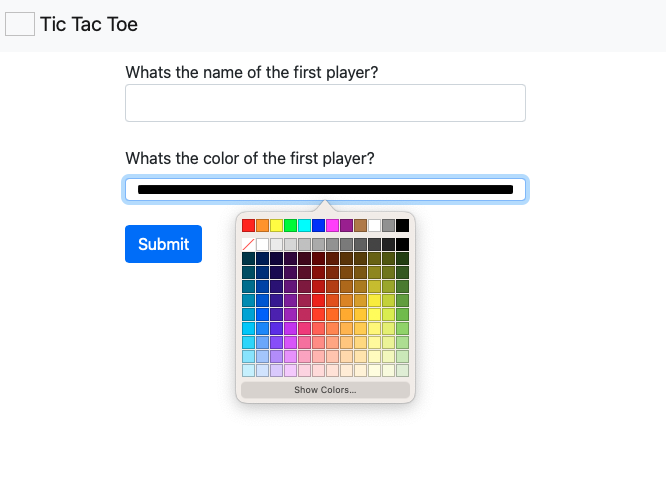 Tic Tac Toe
Whats the name of the first player?
Whats the color of the first player?
Submit
Show Colors...